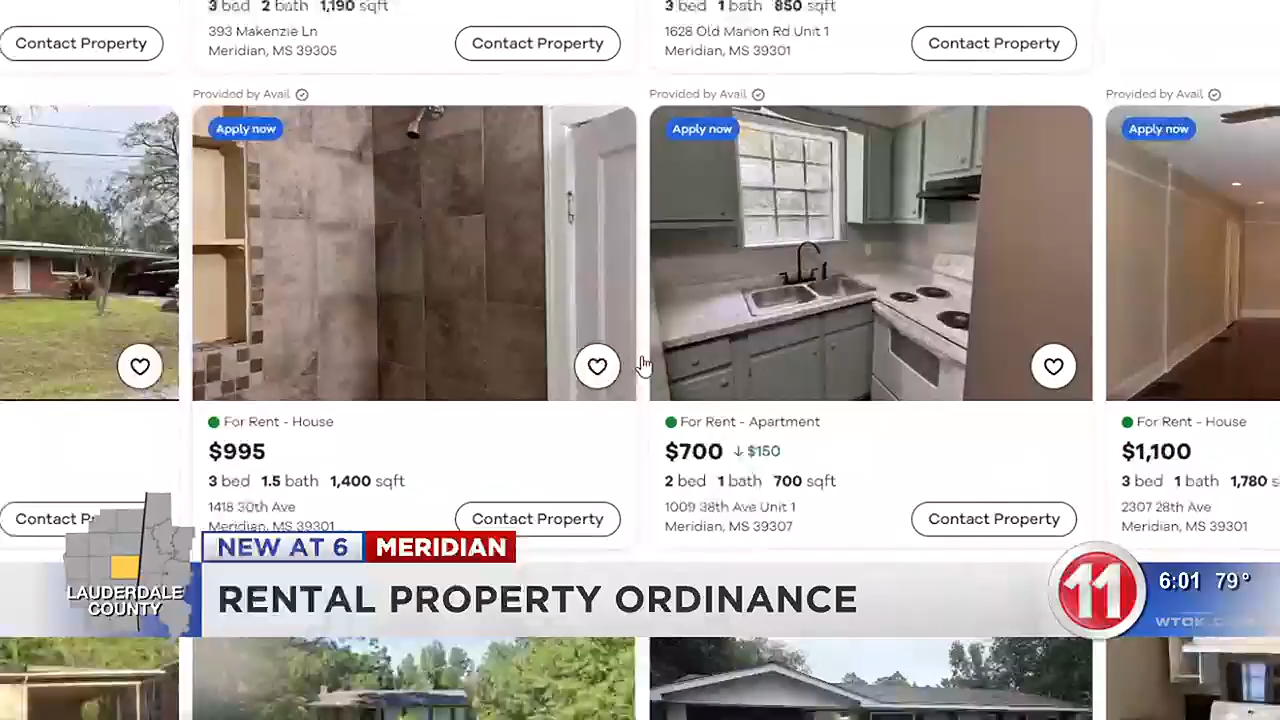 3 bed 2 bath 1,190 sqft
393 Makenzie Ln
Meridian, MS 39305
Contact Property
Contact Property
3 bed 1 bath 850 sqft
1628 Old Marion Rd Unit 1
Meridian, MS 39301
Contact Property
Provided by Avail
Provided by Avail
Provided by Avail
Apply now
Apply now
Apply now
For Rent - House
$995
3 bed 1.5 bath 1,400 sqft
1418 30th Ave
Meridian, MS 39301
Contact Property
For Rent - Apartment
$700 ↓ $150
2 bed 1 bath 700 sqft
1009 38th Ave Unit 1
Meridian, MS 39307
Contact Property
For Rent - House
$1,100
3 bed 1 bath 1,780
2307 28th Ave
Meridian, MS 39301
Contact
NEW AT 6 MERIDIAN
RENTAL PROPERTY ORDINANCE
LAUDERDALE
COUNTY
11
6:01 79°